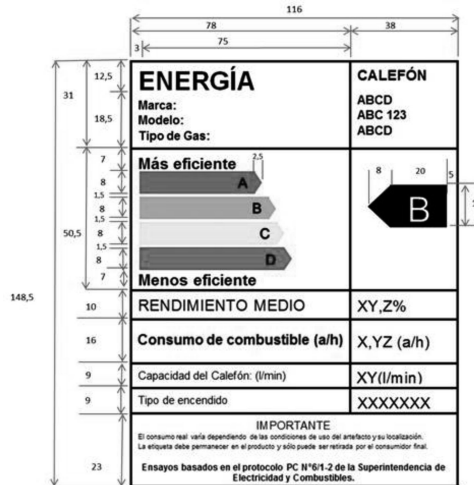 116
78 38
3 75
12,5
31
18,5
ENERGÍA
Marca:
Modelo:
Tipo de Gas:
CALEFÓN
ABCD
ABC 123
ABCD
7
8
1,5
8
1,5
8
1,5
8
7
50,5
148,5
Más eficiente
2,5
A
B
C
D
Menos eficiente
8 20 5
B
10
RENDIMIENTO MEDIO XY,Z%
16
Consumo de combustible (a/h) X,YZ (a/h)
9
Capacidad del Calefón: (l/min) XY(l/min)
9
Tipo de encendido XXXXXXX
23
IMPORTANTE
El consumo real varía dependiendo de las condiciones de uso del artefacto y su localización.
La etiqueta debe permanecer en el producto y sólo puede ser retirada por el consumidor final.
Ensayos basados en el protocolo PC N°6/1-2 de la Superintendencia de
Electricidad y Combustibles.